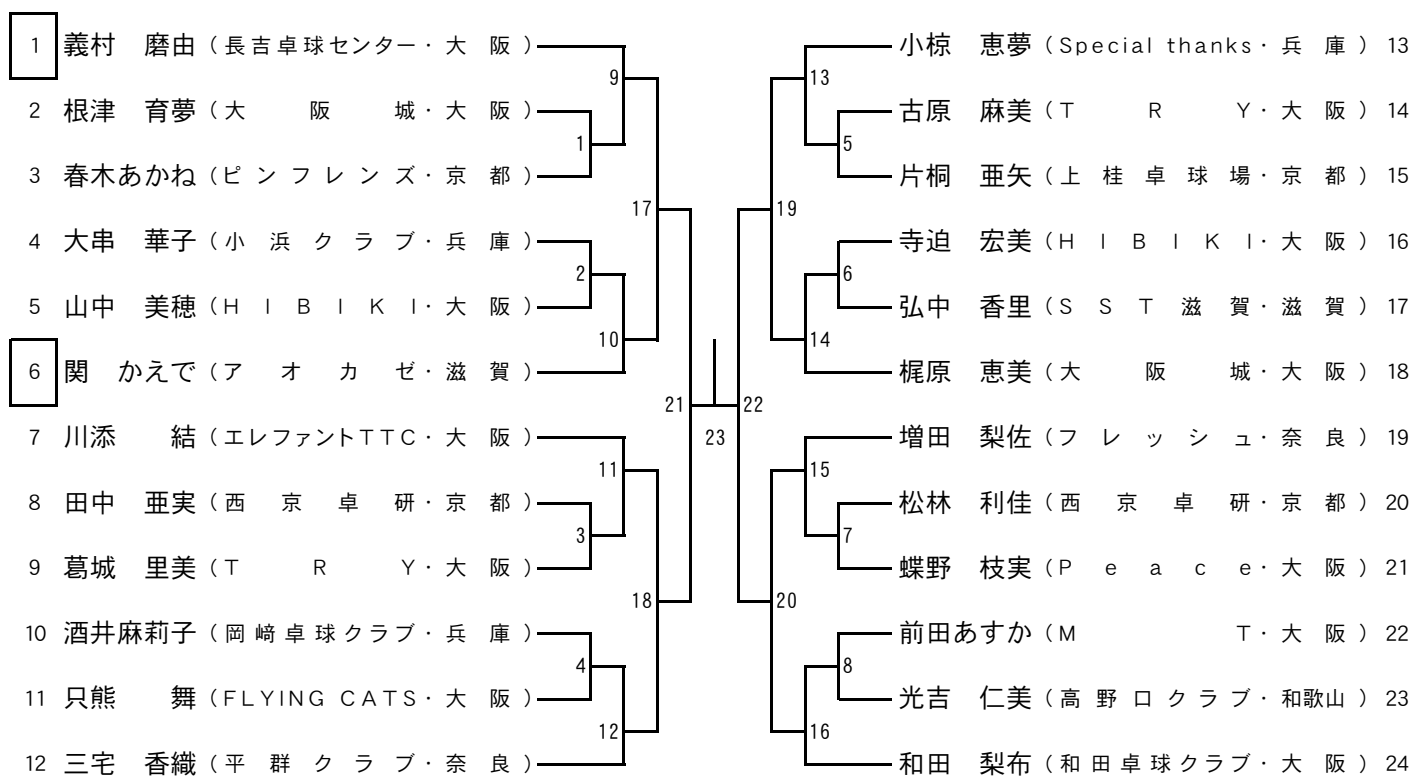 1 義村 磨由 (長吉卓球センター・大阪)
2 根津 育夢 (大阪城・大阪)
3 春木あかね (ピンフレンズ・京都)
4 大串 華子 (小浜クラブ・兵庫)
5 山中 美穂 (HIBIKI・大阪)
6 関 かえで (アオカゼ・滋賀)
7 川添 結 (エレファントTTC・大阪)
8 田中 亜実 (西京卓研・京都)
9 葛城 里美 (TRY・大阪)
10 酒井麻莉子 (岡﨑卓球クラブ・兵庫)
11 只熊 舞 (FLYING CATS・大阪)
12 三宅 香織 (平群クラブ・奈良)
9
1
17
2
10
21
11
3
18
4
12
23
13
5
19
6
14
22
15
7
20
8
16
小椋 恵夢 (Special thanks・兵庫) 13
古原 麻美 (TRY・大阪) 14
片桐 亜矢 (上桂卓球場・京都) 15
寺迫 宏美 (HIBIKI・大阪) 16
弘中 香里 (SST滋賀・滋賀) 17
梶原 恵美 (大阪城・大阪) 18
増田 梨佐 (フレッシュ・奈良) 19
松林 利佳 (西京卓研・京都) 20
蝶野 枝実 (Peace・大阪) 21
前田あすか (MT・大阪) 22
光吉 仁美 (高野口クラブ・和歌山) 23
和田 梨布 (和田卓球クラブ・大阪) 24